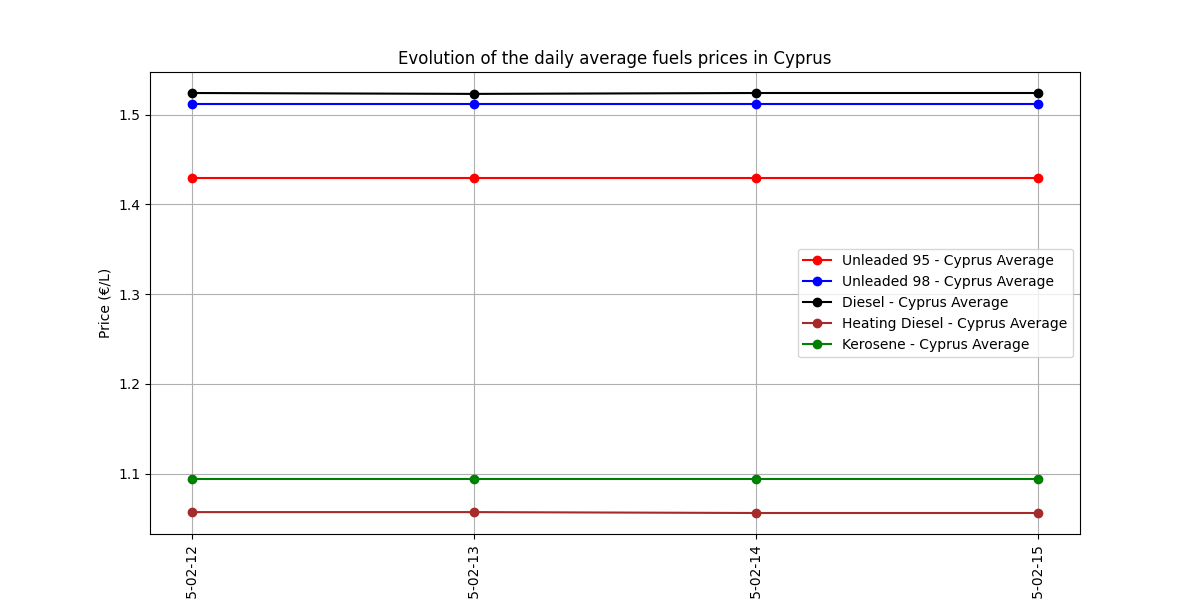 Evolution of the daily average fuels prices in Cyprus
Price (€/L)
1.5
1.4
1.3
1.2
1.1
Unleaded 95 - Cyprus Average
Unleaded 98 - Cyprus Average
Diesel - Cyprus Average
Heating Diesel - Cyprus Average
Kerosene - Cyprus Average
5-02-12
5-02-13
5-02-14
5-02-15